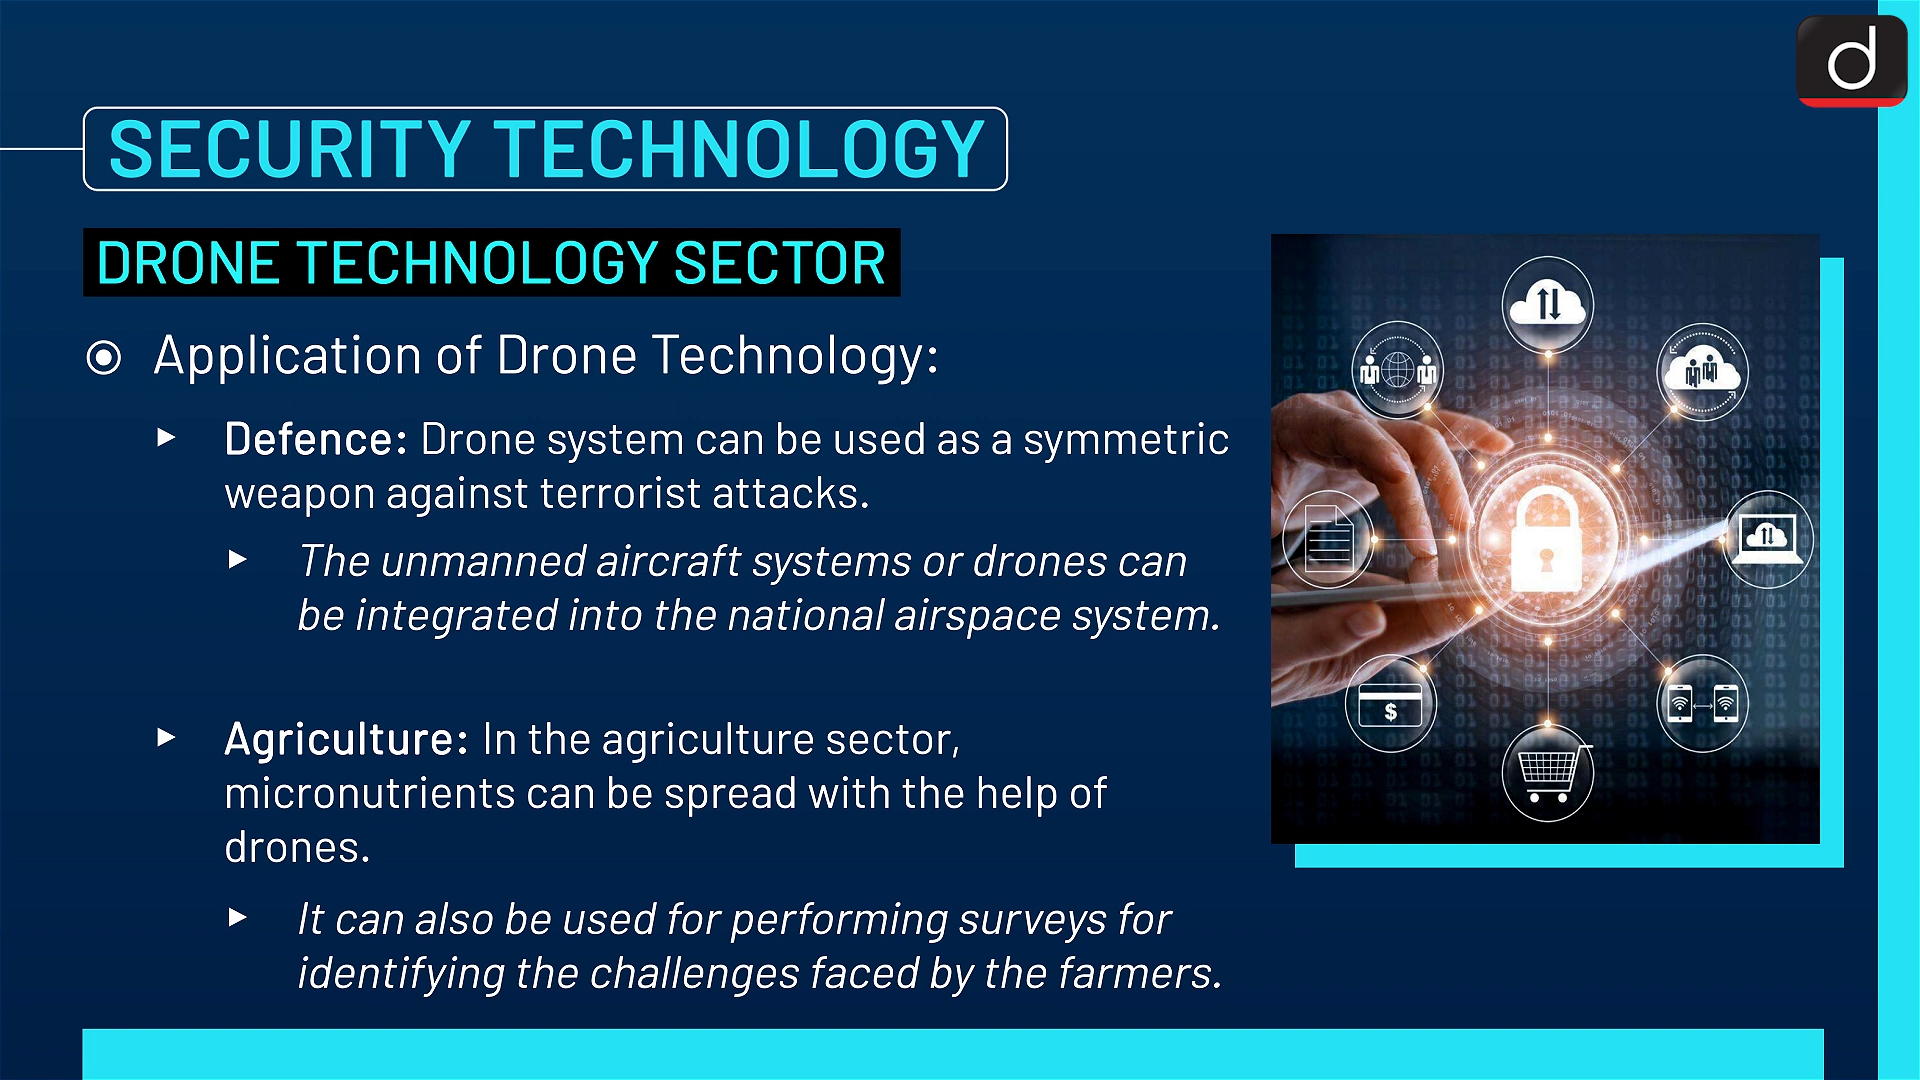 d
SECURITY TECHNOLOGY
DRONE TECHNOLOGY SECTOR
Application of Drone Technology:
Defence: Drone system can be used as a symmetric
weapon against terrorist attacks.
The unmanned aircraft systems or drones can
be integrated into the national airspace system.
Agriculture: In the agriculture sector,
micronutrients can be spread with the help of
drones.
It can also be used for performing surveys for
identifying the challenges faced by the farmers.
$